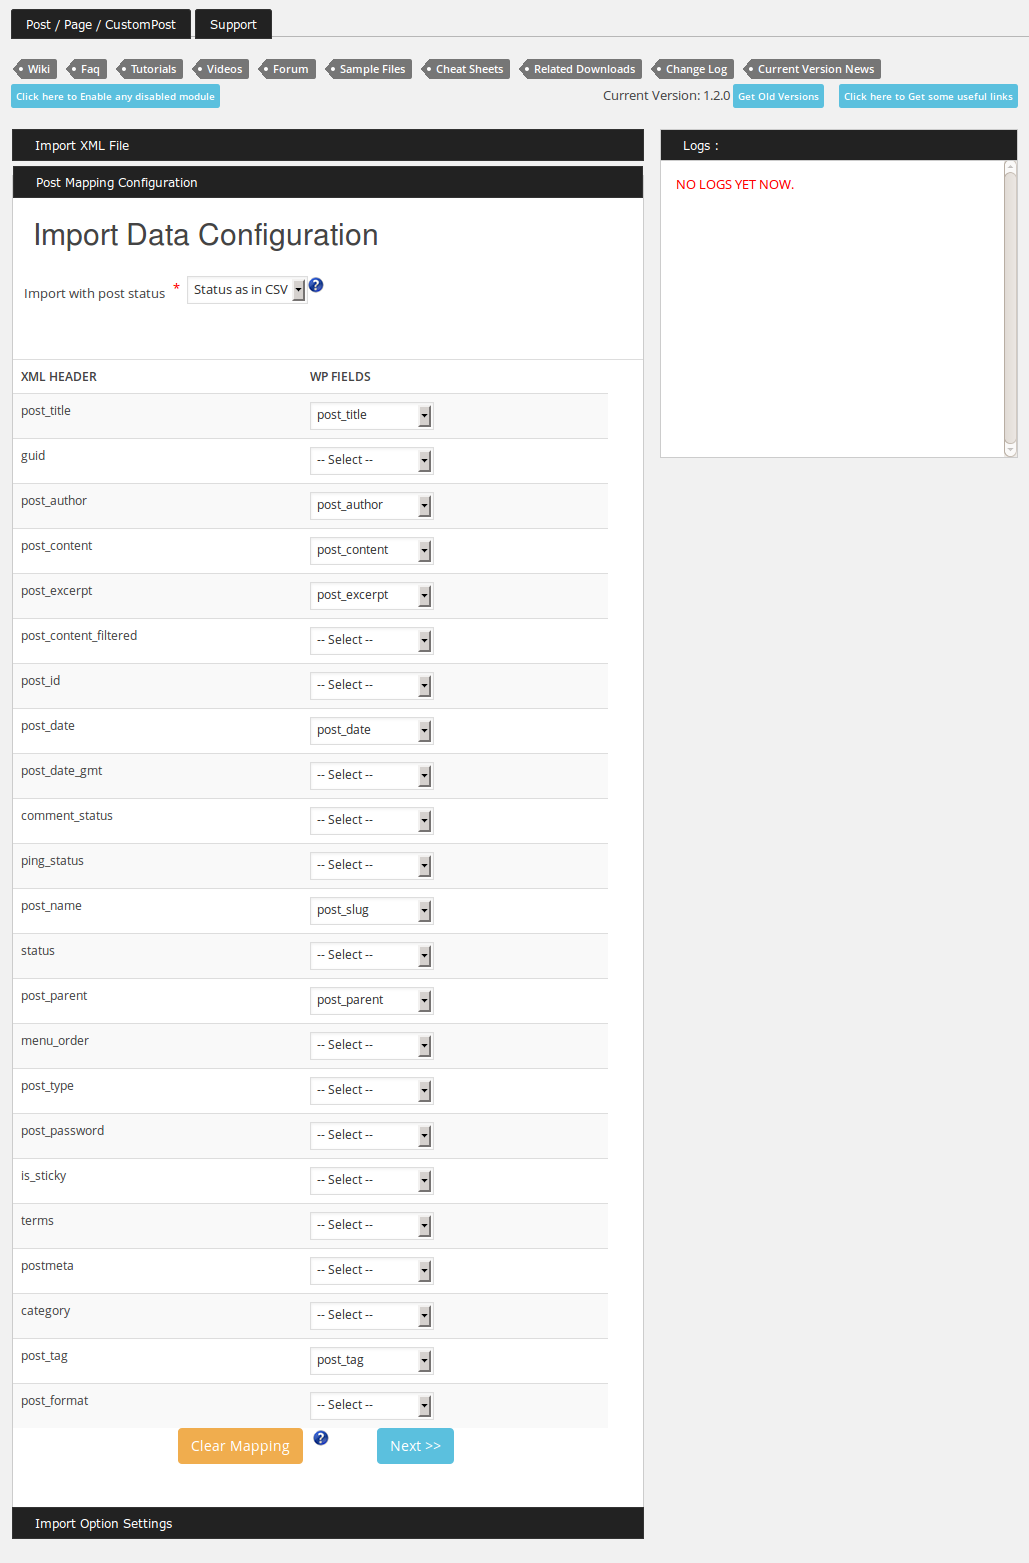 Post / Page / CustomPost Support
Wiki Faq Tutorials Videos Forum Sample Files Cheat Sheets Related Downloads Change Log Current Version News
Click here to Enable any disabled module Current Version: 1.2.0 Get Old Versions Click here to Get some useful links
Import XML File
Logs :
NO LOGS YET NOW.
Post Mapping Configuration
Import Data Configuration
Import with post status * Status as in CSV ?
XML HEADER WP FIELDS
post_title post_title
guid -- Select --
post_author post_author
post_content post_content
post_excerpt post_excerpt
post_content_filtered -- Select --
post_id -- Select --
post_date post_date
post_date_gmt -- Select --
comment_status -- Select --
ping_status -- Select --
post_name post_slug
status -- Select --
post_parent post_parent
menu_order -- Select --
post_type -- Select --
post_password -- Select --
is_sticky -- Select --
terms -- Select --
postmeta -- Select --
category -- Select --
post_tag post_tag
post_format -- Select --
Clear Mapping ? Next >>
Import Option Settings